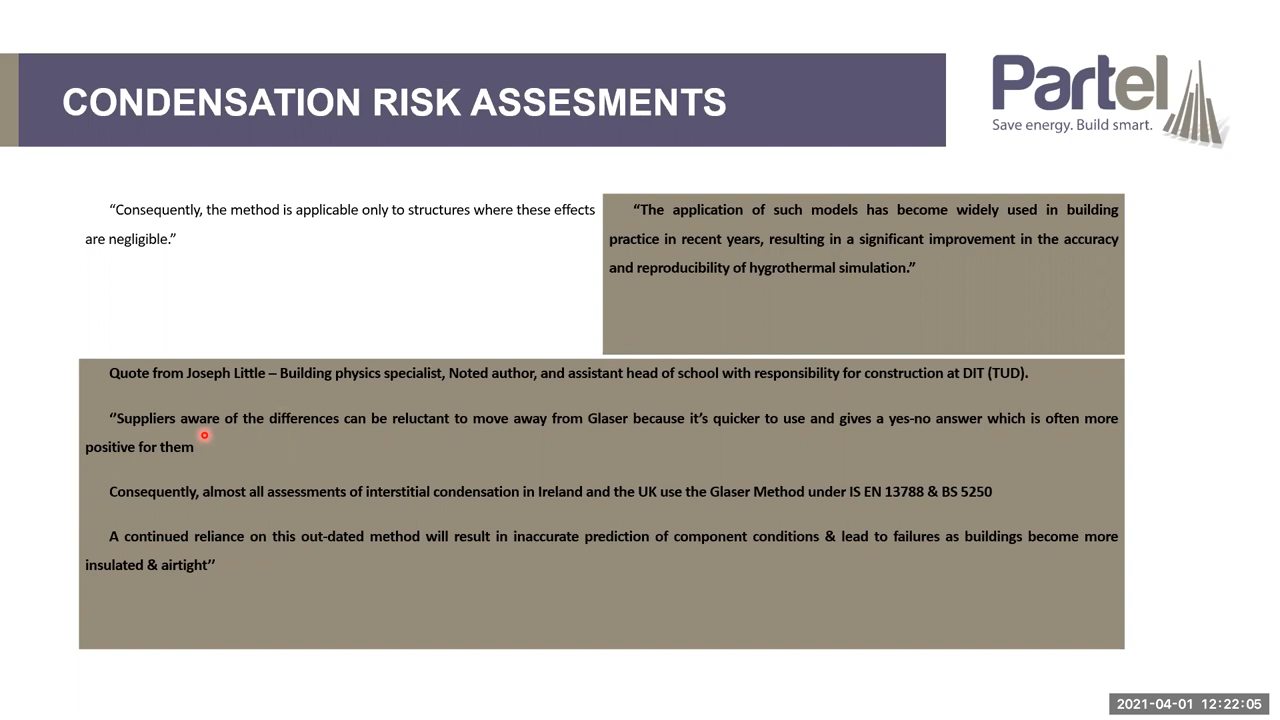 CONDENSATION RISK ASSESMENTS
Partel
Save energy. Build smart.
“Consequently, the method is applicable only to structures where these effects
are negligible.”
“The application of such models has become widely used in building
practice in recent years, resulting in a significant improvement in the accuracy
and reproducibility of hygrothermal simulation.”
Quote from Joseph Little – Building physics specialist, Noted author, and assistant head of school with responsibility for construction at DIT (TUD).
‘’Suppliers aware of the differences can be reluctant to move away from Glaser because it’s quicker to use and gives a yes-no answer which is often more
positive for them
Consequently, almost all assessments of interstitial condensation in Ireland and the UK use the Glaser Method under IS EN 13788 & BS 5250
A continued reliance on this out-dated method will result in inaccurate prediction of component conditions & lead to failures as buildings become more
insulated & airtight’’
2021-04-01 12:22:05